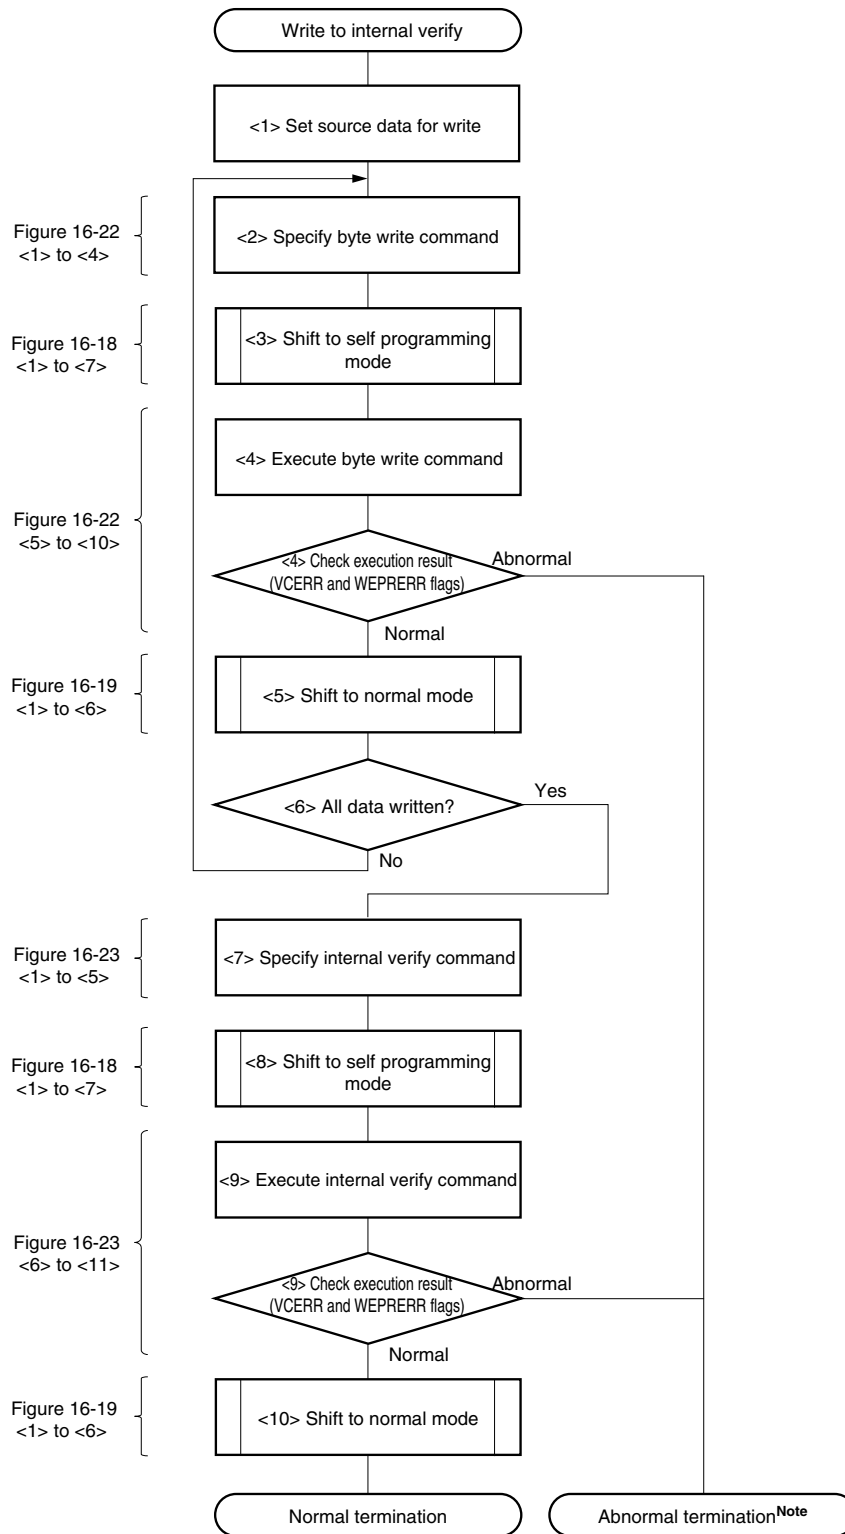 Write to internal verify
<1> Set source data for write
Figure 16-22
<1> to <4>
<2> Specify byte write command
Figure 16-18
<1> to <7>
<3> Shift to self programming
mode
<4> Execute byte write command
Figure 16-22
<5> to <10>
<4> Check execution result
(VCERR and WEPRERR flags)
Abnormal
Normal
Figure 16-19
<1> to <6>
<5> Shift to normal mode
<6> All data written?
Yes
No
Figure 16-23
<1> to <5>
<7> Specify internal verify command
Figure 16-18
<1> to <7>
<8> Shift to self programming
mode
<9> Execute internal verify command
Figure 16-23
<6> to <11>
<9> Check execution result
(VCERR and WEPRERR flags)
Abnormal
Normal
Figure 16-19
<1> to <6>
<10> Shift to normal mode
Normal termination
Abnormal termination Note